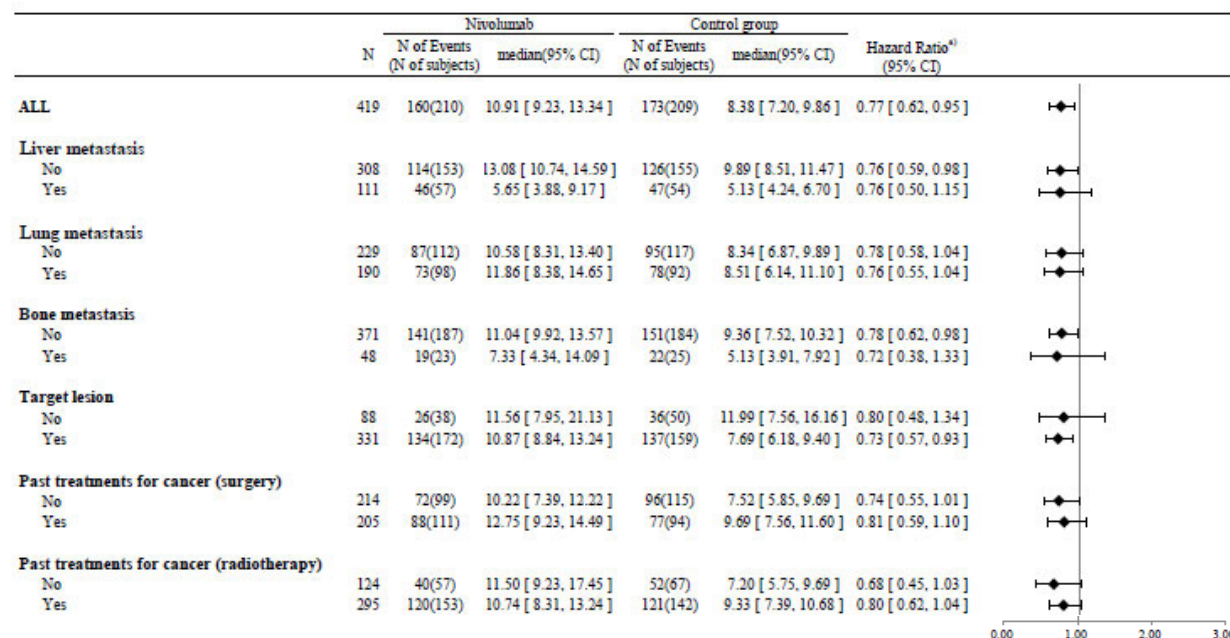 Nivolumab Control group
N N of Events (N of subjects) median(95% CI) N of Events (N of subjects) median(95% CI) Hazard Ratio a) (95% CI)
ALL 419 160(210) 10.91 [ 9.23, 13.34 ] 173(209) 8.38 [ 7.20, 9.86 ] 0.77 [ 0.62, 0.95 ]
Liver metastasis
No 308 114(153) 13.08 [ 10.74, 14.59 ] 126(155) 9.89 [ 8.51, 11.47 ] 0.76 [ 0.59, 0.98 ]
Yes 111 46(57) 5.65 [ 3.88, 9.17 ] 47(54) 5.13 [ 4.24, 6.70 ] 0.76 [ 0.50, 1.15 ]
Lung metastasis
No 229 87(112) 10.58 [ 8.31, 13.40 ] 95(117) 8.34 [ 6.87, 9.89 ] 0.78 [ 0.58, 1.04 ]
Yes 190 73(98) 11.86 [ 8.38, 14.65 ] 78(92) 8.51 [ 6.14, 11.10 ] 0.76 [ 0.55, 1.04 ]
Bone metastasis
No 371 141(187) 11.04 [ 9.92, 13.57 ] 151(184) 9.36 [ 7.52, 10.32 ] 0.78 [ 0.62, 0.98 ]
Yes 48 19(23) 7.33 [ 4.34, 14.09 ] 22(25) 5.13 [ 3.91, 7.92 ] 0.72 [ 0.38, 1.33 ]
Target lesion
No 88 26(38) 11.56 [ 7.95, 21.13 ] 36(50) 11.99 [ 7.56, 16.16 ] 0.80 [ 0.48, 1.34 ]
Yes 331 134(172) 10.87 [ 8.84, 13.24 ] 137(159) 7.69 [ 6.18, 9.40 ] 0.73 [ 0.57, 0.93 ]
Past treatments for cancer (surgery)
No 214 72(99) 10.22 [ 7.39, 12.22 ] 96(115) 7.52 [ 5.85, 9.69 ] 0.74 [ 0.55, 1.01 ]
Yes 205 88(111) 12.75 [ 9.23, 14.49 ] 77(94) 9.69 [ 7.56, 11.60 ] 0.81 [ 0.59, 1.10 ]
Past treatments for cancer (radiotherapy)
No 124 40(57) 11.50 [ 9.23, 17.45 ] 52(67) 7.20 [ 5.75, 9.69 ] 0.68 [ 0.45, 1.03 ]
Yes 295 120(153) 10.74 [ 8.31, 13.24 ] 121(142) 9.33 [ 7.39, 10.68 ] 0.80 [ 0.62, 1.04 ]
0.00 1.00 2.00 3.00